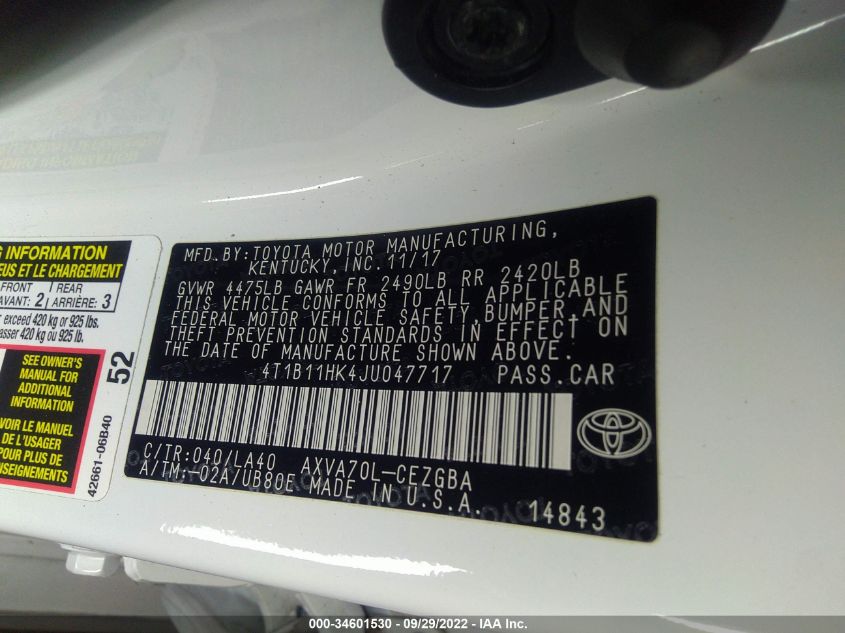 G INFORMATION
EUS ET LE CHARGEMENT
FRONT
AVANT: 2
REAR
ARRIÈRE: 3
exceed 420 kg or 925 lbs.
asser 420 kg ou 925 lb.
SEE OWNER'S
MANUAL FOR
ADDITIONAL
INFORMATION
VOIR LE MANUEL
DE L'USAGER
POUR PLUS DE
NSEIGNEMENTS
52
42661-06B40
MFD.BY:TOYOTA MOTOR MANUFACTURING,
KENTUCKY,INC.11/17
GVWR 4475LB GAWR FR 2490LB RR 2420LB
THIS VEHICLE CONFORMS TO ALL APPLICABLE
FEDERAL MOTOR VEHICLE SAFETY,BUMPER,AND
THEFT PREVENTION STANDARDS IN EFFECT ON
THE DATE OF MANUFACTURE SHOWN ABOVE.
4T1B11HK4JU047717 PASS.CAR
C/TR:040/LA40 AXVA70L-CEZGBA
A/TM:-02A/UB80E MADE IN U.S.A.
14843
000-34601530 - 09/29/2022 - IAA Inc.